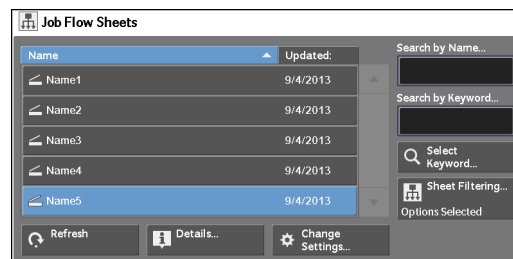 Job Flow Sheets
Name Updated:
Name1 9/4/2013
Name2 9/4/2013
Name3 9/4/2013
Name4 9/4/2013
Name5 9/4/2013
Refresh
Details...
Change
Settings...
Search by Name...
Search by Keyword...
Select
Keyword...
Sheet Filtering...
Options Selected